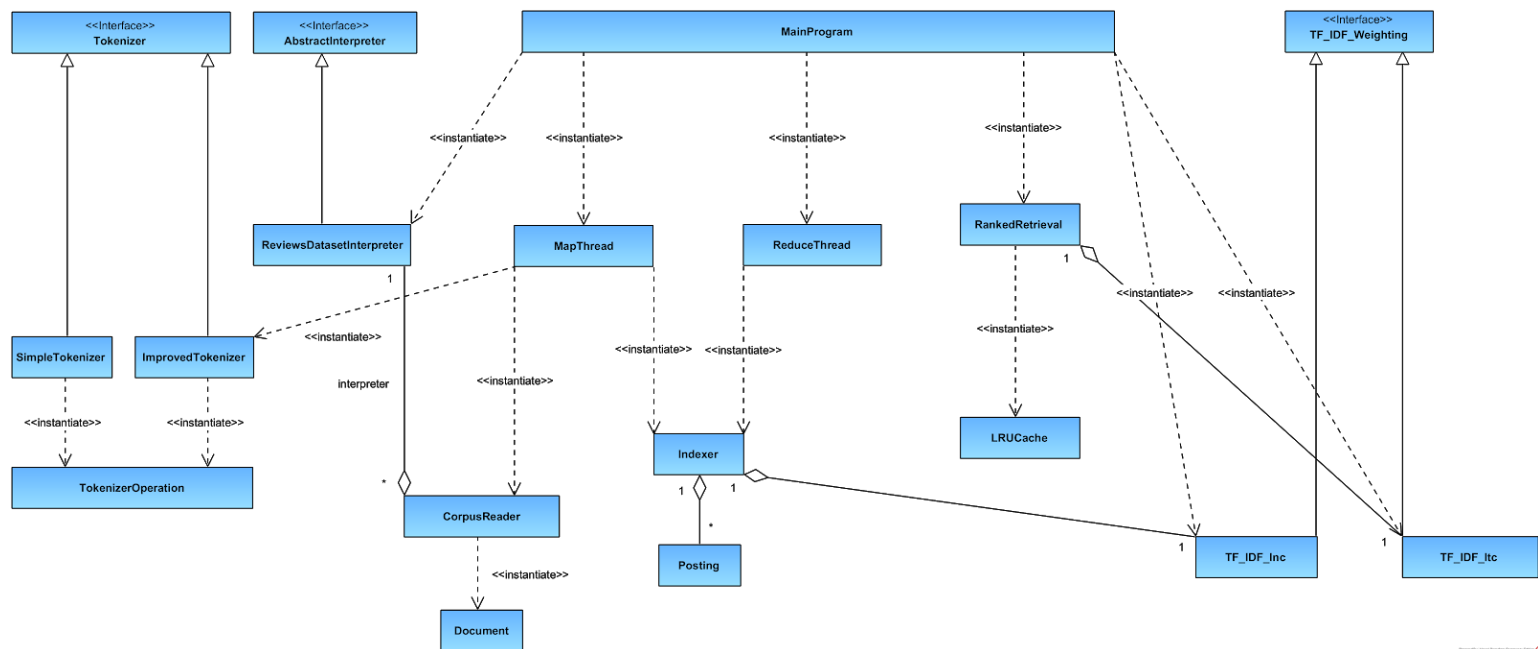 <<Interface>>
Tokenizer
<<Interface>>
AbstractInterpreter
MainProgram
<<Interface>>
TF_IDF_Weighting
<<instantiate>>
<<instantiate>>
<<instantiate>>
<<instantiate>>
ReviewsDatasetInterpreter
MapThread
ReduceThread
RankedRetrieval
1
1
<<instantiate>>
<<instantiate>>
<<instantiate>>
<<instantiate>>
<<instantiate>>
<<instantiate>>
SimpleTokenizer
ImprovedTokenizer
interpreter
<<instantiate>>
<<instantiate>>
<<instantiate>>
LRUCache
Indexer
TokenizerOperation
*
1
1
CorpusReader
*
1
1
TF_IDF_lnc
TF_IDF_ltc
Posting
<<instantiate>>
Document